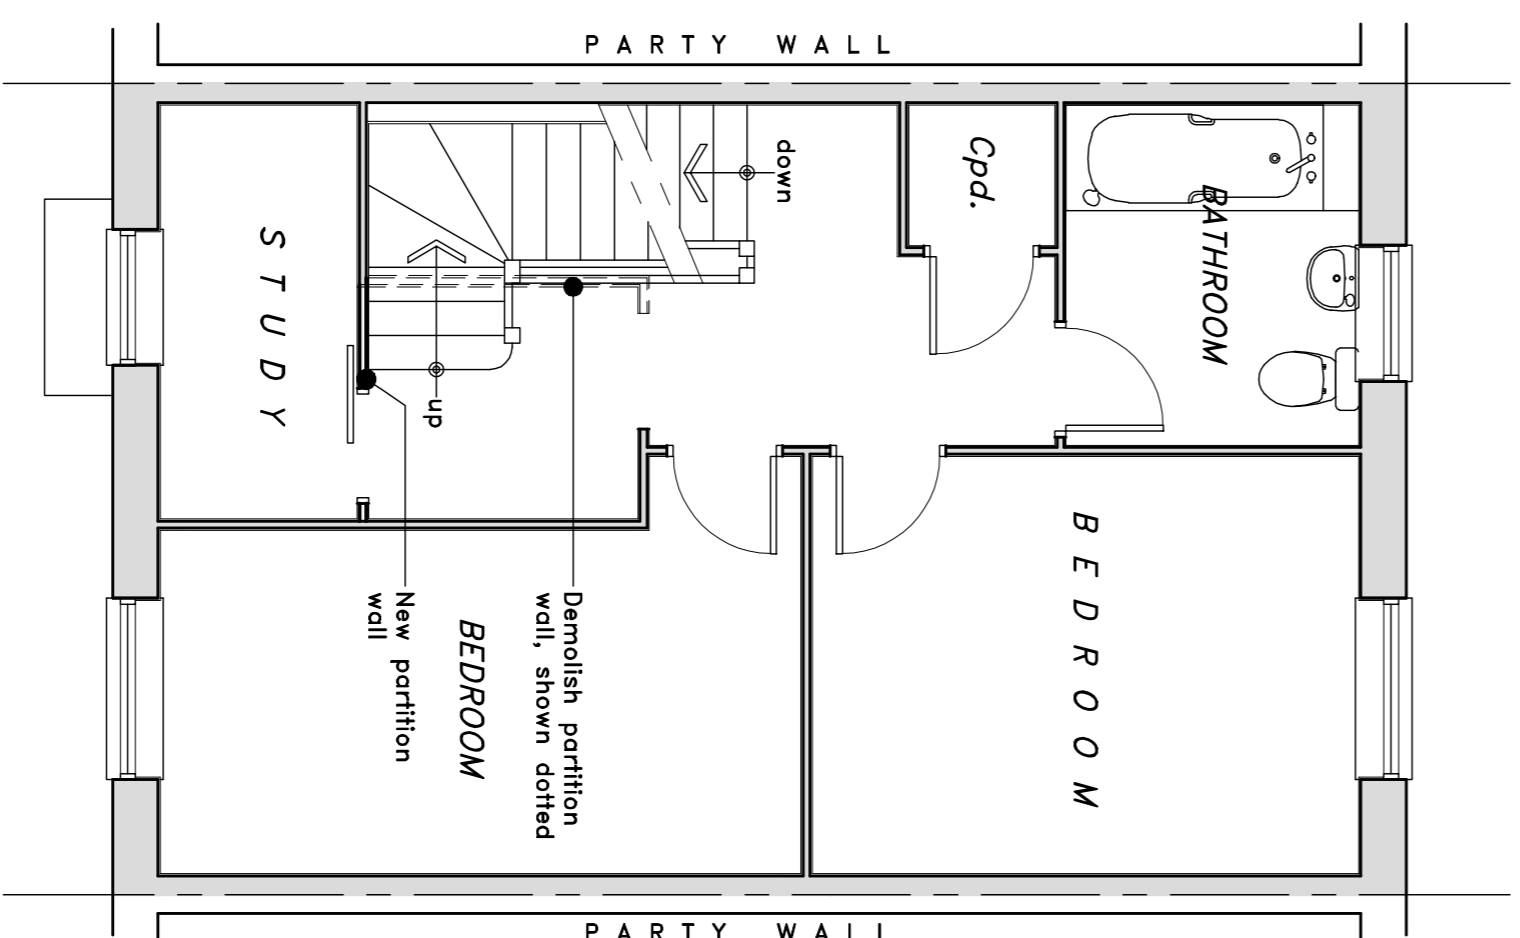 PARTY WALL
down
Cpd.
BATHROOM
STUDY
up
New partition
wall
BEDROOM
Demolish partition
wall, shown dotted
BEDROOM
PARTY WALL